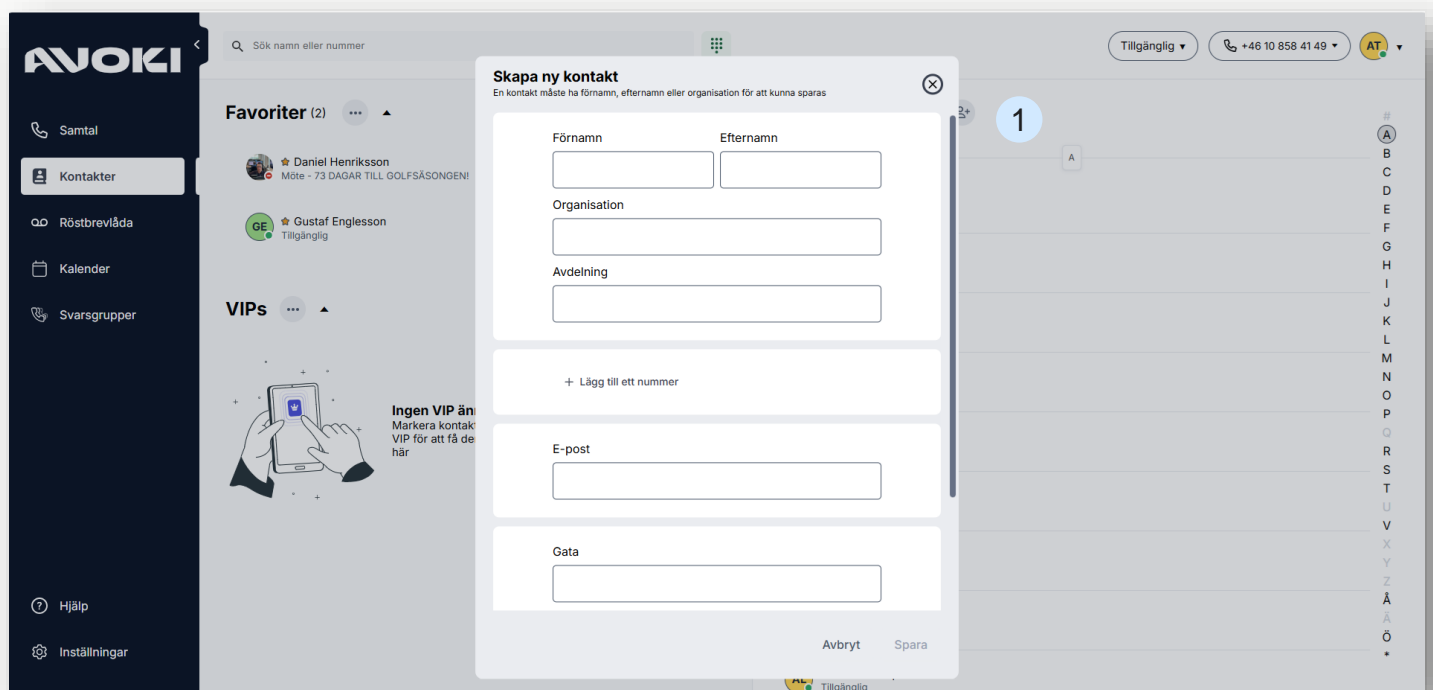 AVOKI
Sök namn eller nummer
Tillgänglig
+46 10 858 41 49
AT
Samtal
Kontakter
Röstbrevlåda
Kalender
Svarsgrupper
Hjälp
Inställningar
Favoriter (2)
Daniel Henriksson
Möte - 73 DAGAR TILL GOLFSÄSONGEN!
GE
Gustaf Englesson
Tillgänglig
VIPs
Ingen VIP än
Markera kontakt
VIP för att få de
här
Skapa ny kontakt
En kontakt måste ha förnamn, efternamn eller organisation för att kunna sparas
Förnamn
Efternamn
Organisation
Avdelning
+ Lägg till ett nummer
E-post
Gata
Avbryt
Spara
1
A
AL
Tillgänglig
#
A
B
C
D
E
F
G
H
I
J
K
L
M
N
O
P
Q
R
S
T
U
V
X
Y
Z
Å
Ä
Ö
*